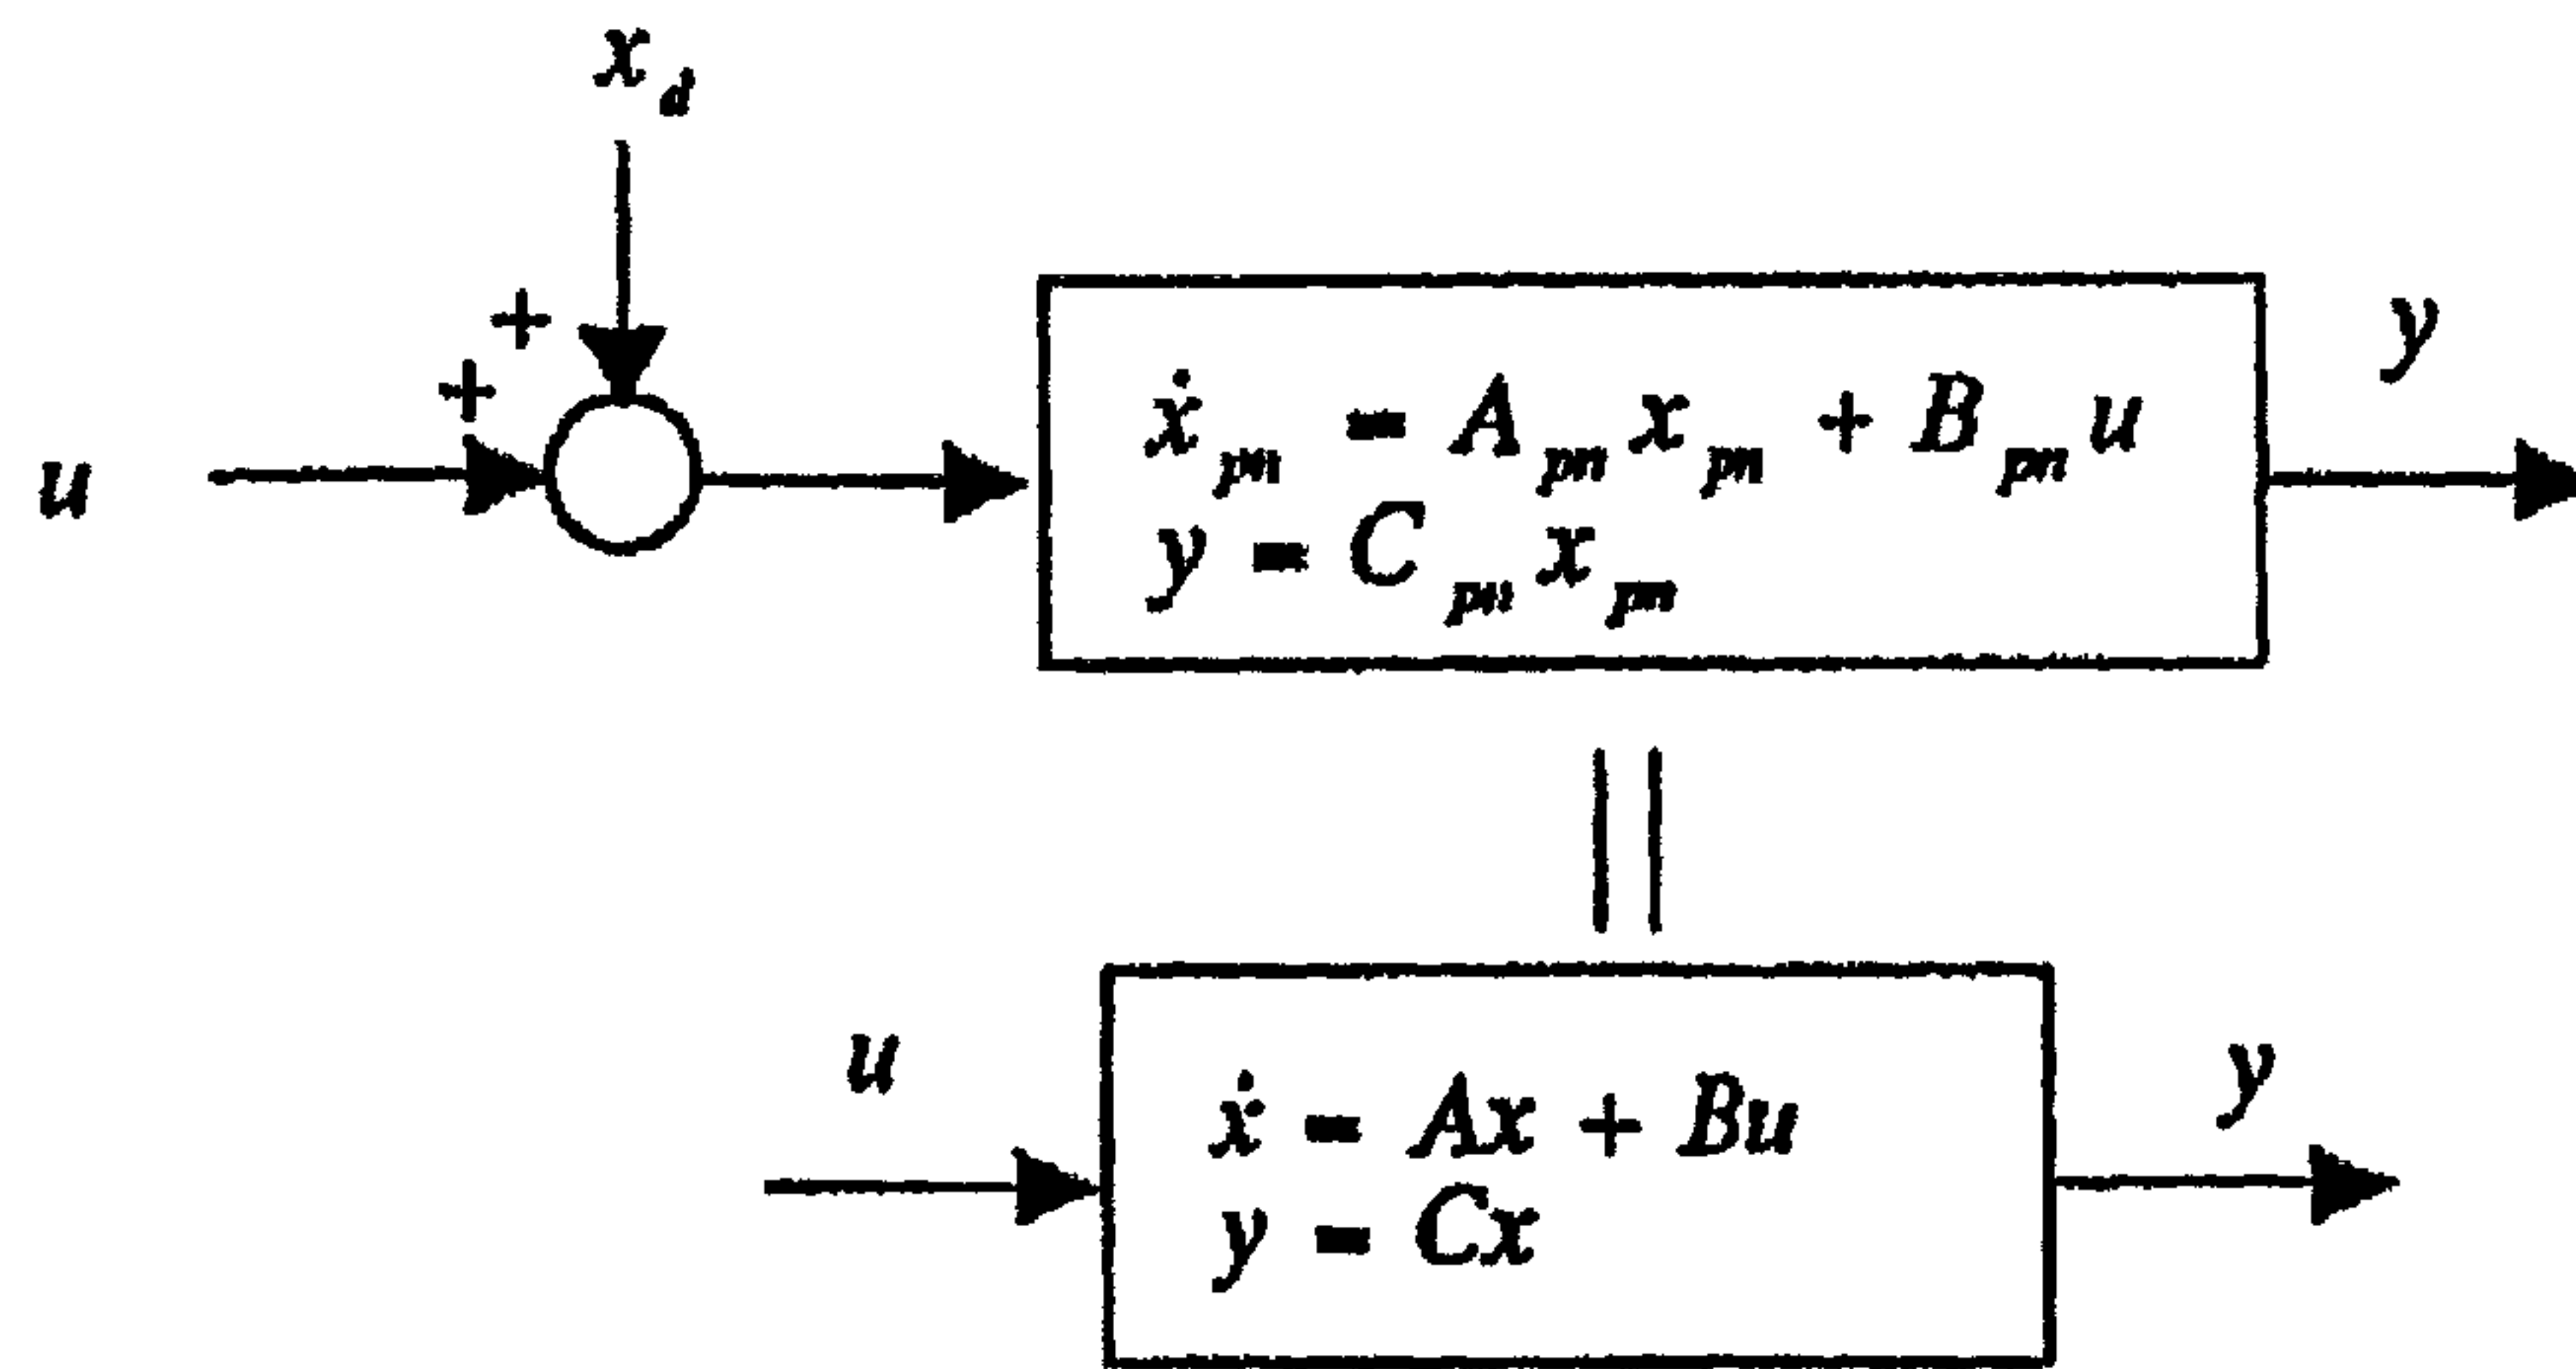 x_d
+
+
u
ẋ_pn = A_pn x_pn + B_pn u
y = C_pn x_pn
y
u
ẋ = Ax + Bu
y = Cx
y